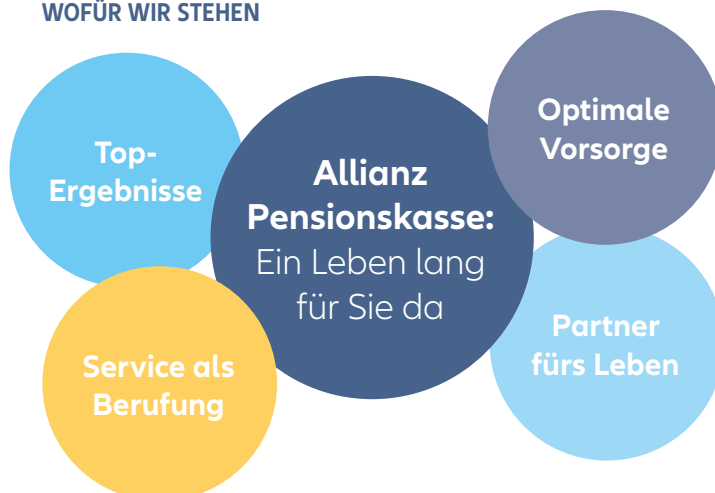 WOFÜR WIR STEHEN
Top-
Ergebnisse
Allianz
Pensionskasse:
Ein Leben lang
für Sie da
Optimale
Vorsorge
Service als
Berufung
Partner
fürs Leben